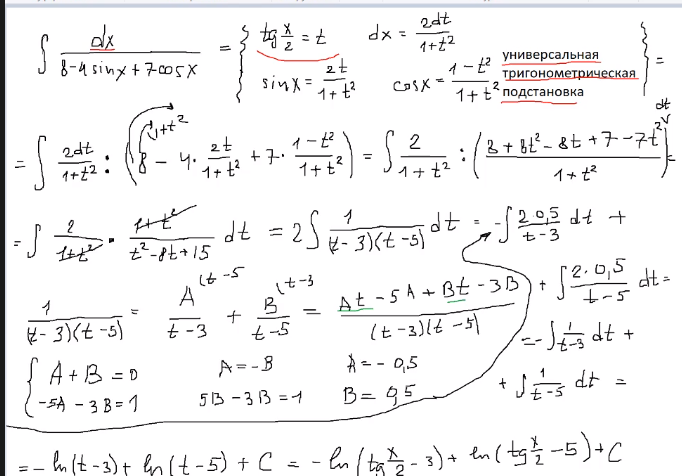 ∫ dx / (8-4sinx+7cosx) = { tg x/2 = t dx = 2dt / (1+t²) универсальная
sinx = 2t / (1+t²) cosx = (1-t²) / (1+t²) тригонометрическая } =
подстановка
= ∫ 2dt / (1+t²) : (8 - 4· 2t / (1+t²) + 7· (1-t²) / (1+t²)) = ∫ 2 / (1+t²) : ((8+8t²-8t+7-7t²) / (1+t²)) dt =
= ∫ 2 / (1+t²) · (1+t²) / (t²-8t+15) dt = 2∫ 1 / ((t-3)(t-5)) dt = -∫ 2·0,5 / (t-3) dt +
1 / ((t-3)(t-5)) = A / (t-3) + B / (t-5) = (At-5A+Bt-3B) / ((t-3)(t-5)) + ∫ 2·0,5 / (t-5) dt =
= -∫ 1 / (t-3) dt +
{ A+B=0 A=-B A=-0,5
-5A-3B=1 5B-3B=1 B=0,5 + ∫ 1 / (t-5) dt =
= -ln(t-3) + ln(t-5) + C = -ln(tg x/2 - 3) + ln(tg x/2 - 5) + C